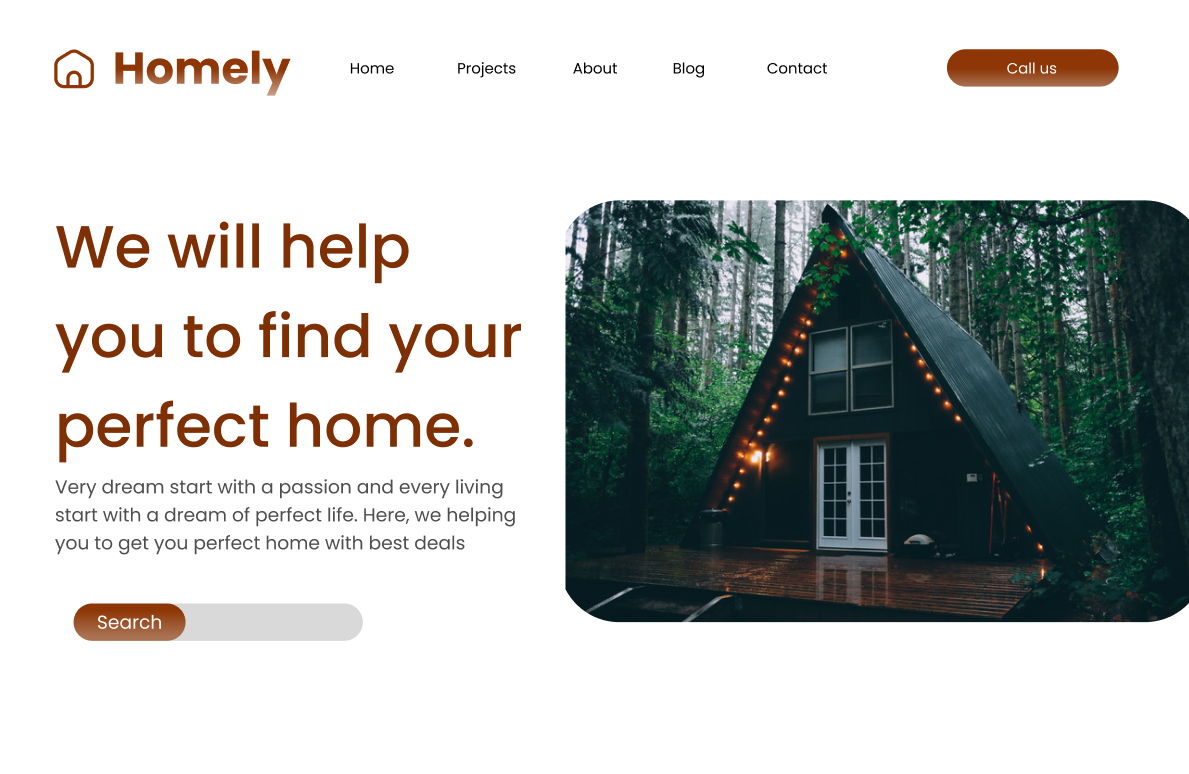 Homely Home Projects About Blog Contact Call us
We will help
you to find your
perfect home.
Very dream start with a passion and every living
start with a dream of perfect life. Here, we helping
you to get you perfect home with best deals
Search